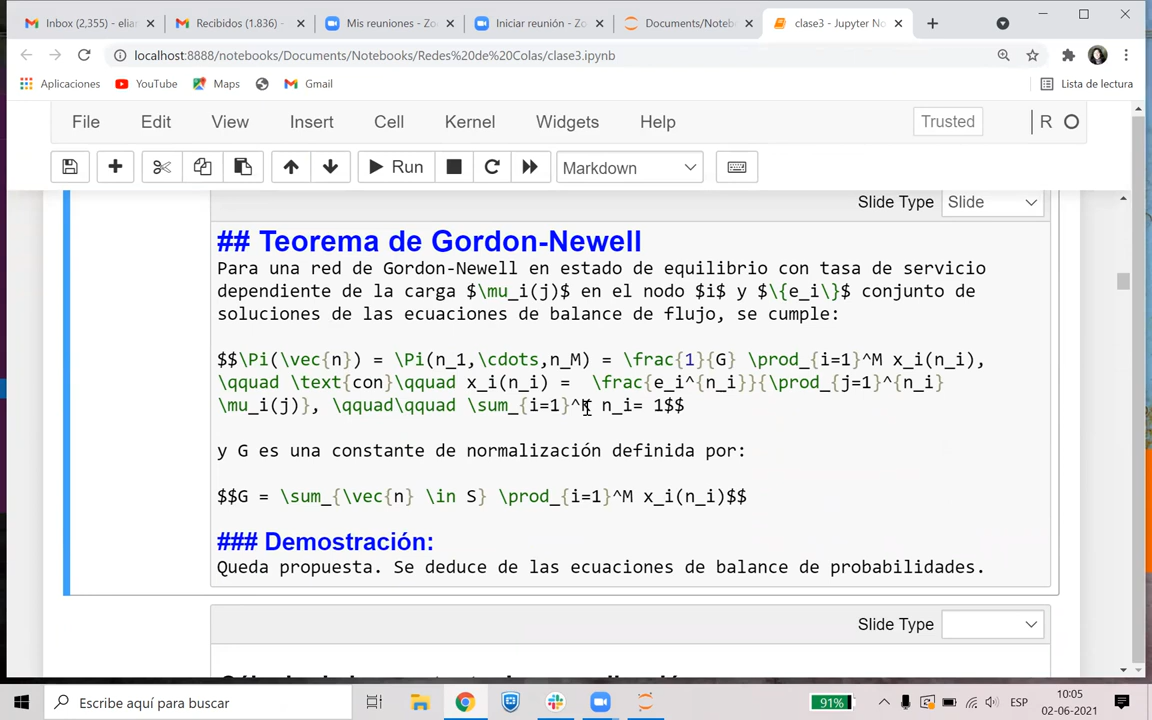 Inbox (2,355) - elia
Recibidos (1.836) -
Mis reuniones - Zo
Iniciar reunión - Zo
Documents/Noteb
clase3 - Jupyter No
localhost:8888/notebooks/Documents/Notebooks/Redes%20de%20Colas/clase3.ipynb
Aplicaciones YouTube Maps Gmail Lista de lectura
File Edit View Insert Cell Kernel Widgets Help Trusted R
Run Markdown
Slide Type Slide
## Teorema de Gordon-Newell
Para una red de Gordon-Newell en estado de equilibrio con tasa de servicio
dependiente de la carga $\mu_i(j)$ en el nodo $i$ y $\{e_i\}$ conjunto de
soluciones de las ecuaciones de balance de flujo, se cumple:
$$\Pi(\vec{n}) = \Pi(n_1,\cdots,n_M) = \frac{1}{G} \prod_{i=1}^M x_i(n_i),
\qquad \text{con}\qquad x_i(n_i) =  \frac{e_i^{n_i}}{\prod_{j=1}^{n_i}
\mu_i(j)}, \qquad\qquad \sum_{i=1}^ n_i= 1$$
y G es una constante de normalización definida por:
$$G = \sum_{\vec{n} \in S} \prod_{i=1}^M x_i(n_i)$$
### Demostración:
Queda propuesta. Se deduce de las ecuaciones de balance de probabilidades.
Slide Type
Escribe aquí para buscar
91%
ESP
10:05
02-06-2021